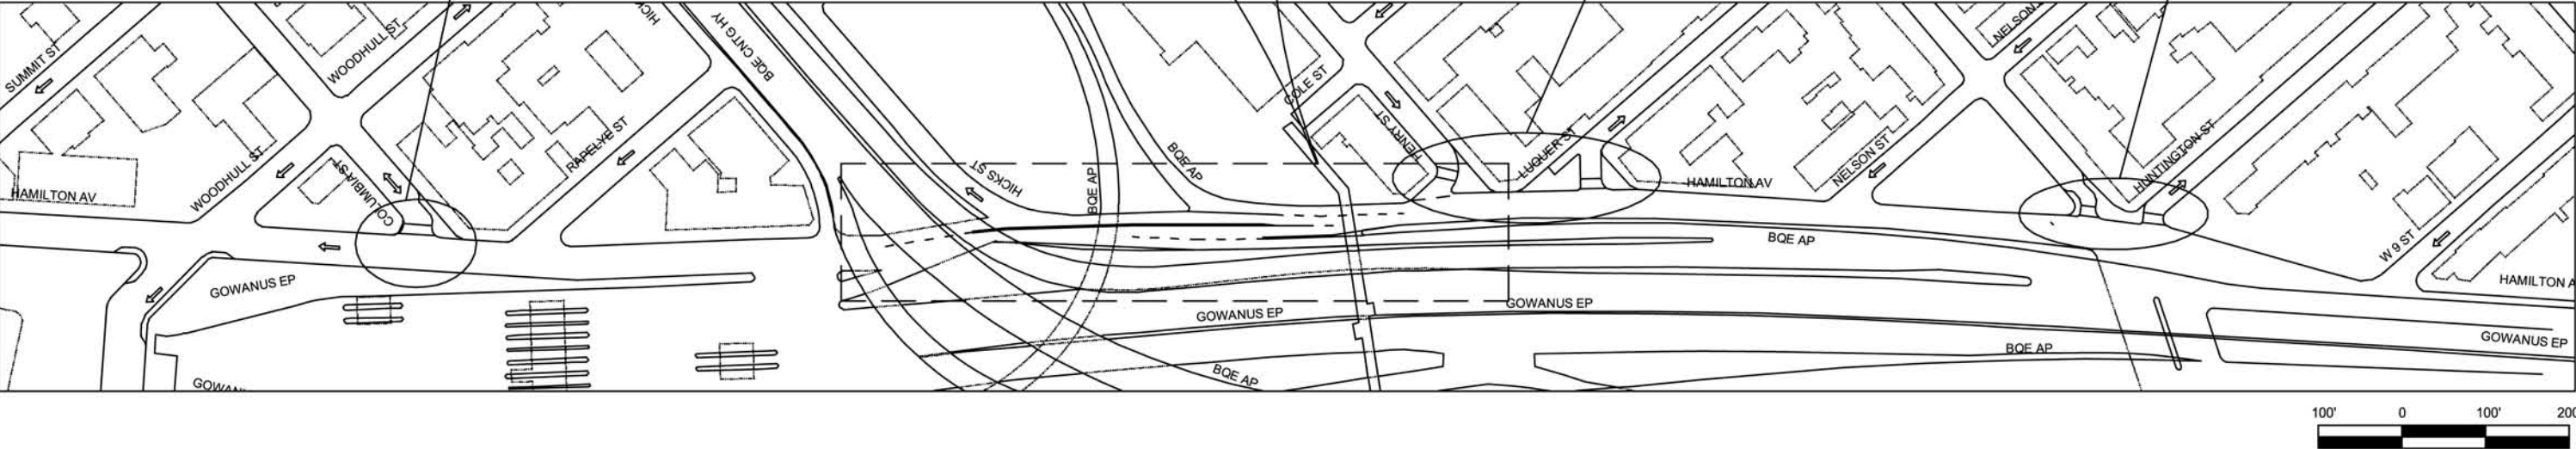 SUMMIT ST
WOODHULL ST
HICK
BQE CNTG HY
NELSON
COLE ST
HENRY ST
LUQUER ST
RAPELYE ST
WOODHULL ST
COLUMBIA ST
HAMILTON AV
HICKS ST
BQE AP
BQE AP
HAMILTON AV
NELSON ST
HUNTINGTON ST
W 9 ST
BQE AP
HAMILTON A
GOWANUS EP
GOWANUS EP
GOWANUS EP
GOWANUS EP
BQE AP
BQE AP
GOWAN
100' 0 100' 200